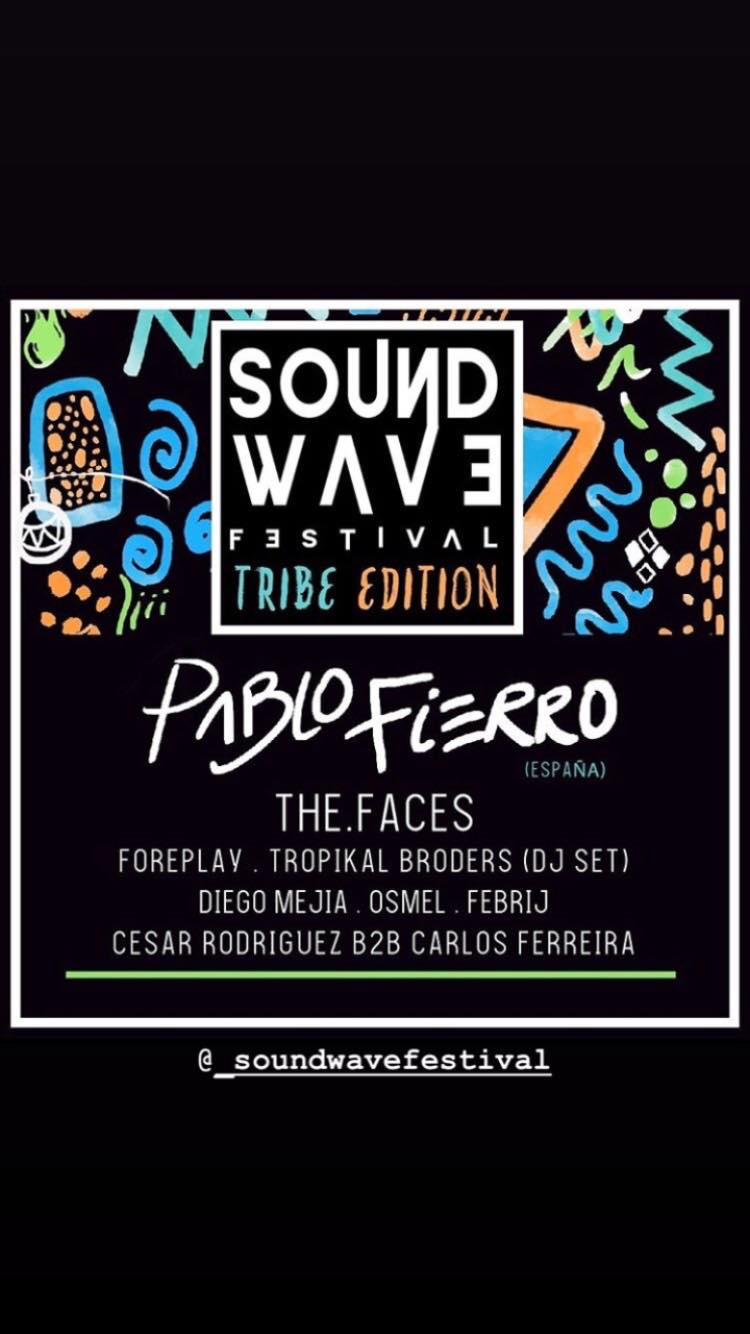 SOUND
WAVE
FESTIVAL
TRIBE EDITION
PABLO FIERRO
(ESPAÑA)
THE.FACES
FOREPLAY . TROPIKAL BRODERS (DJ SET)
DIEGO MEJIA . OSMEL . FEBRIJ
CESAR RODRIGUEZ B2B CARLOS FERREIRA
@_soundwavefestival